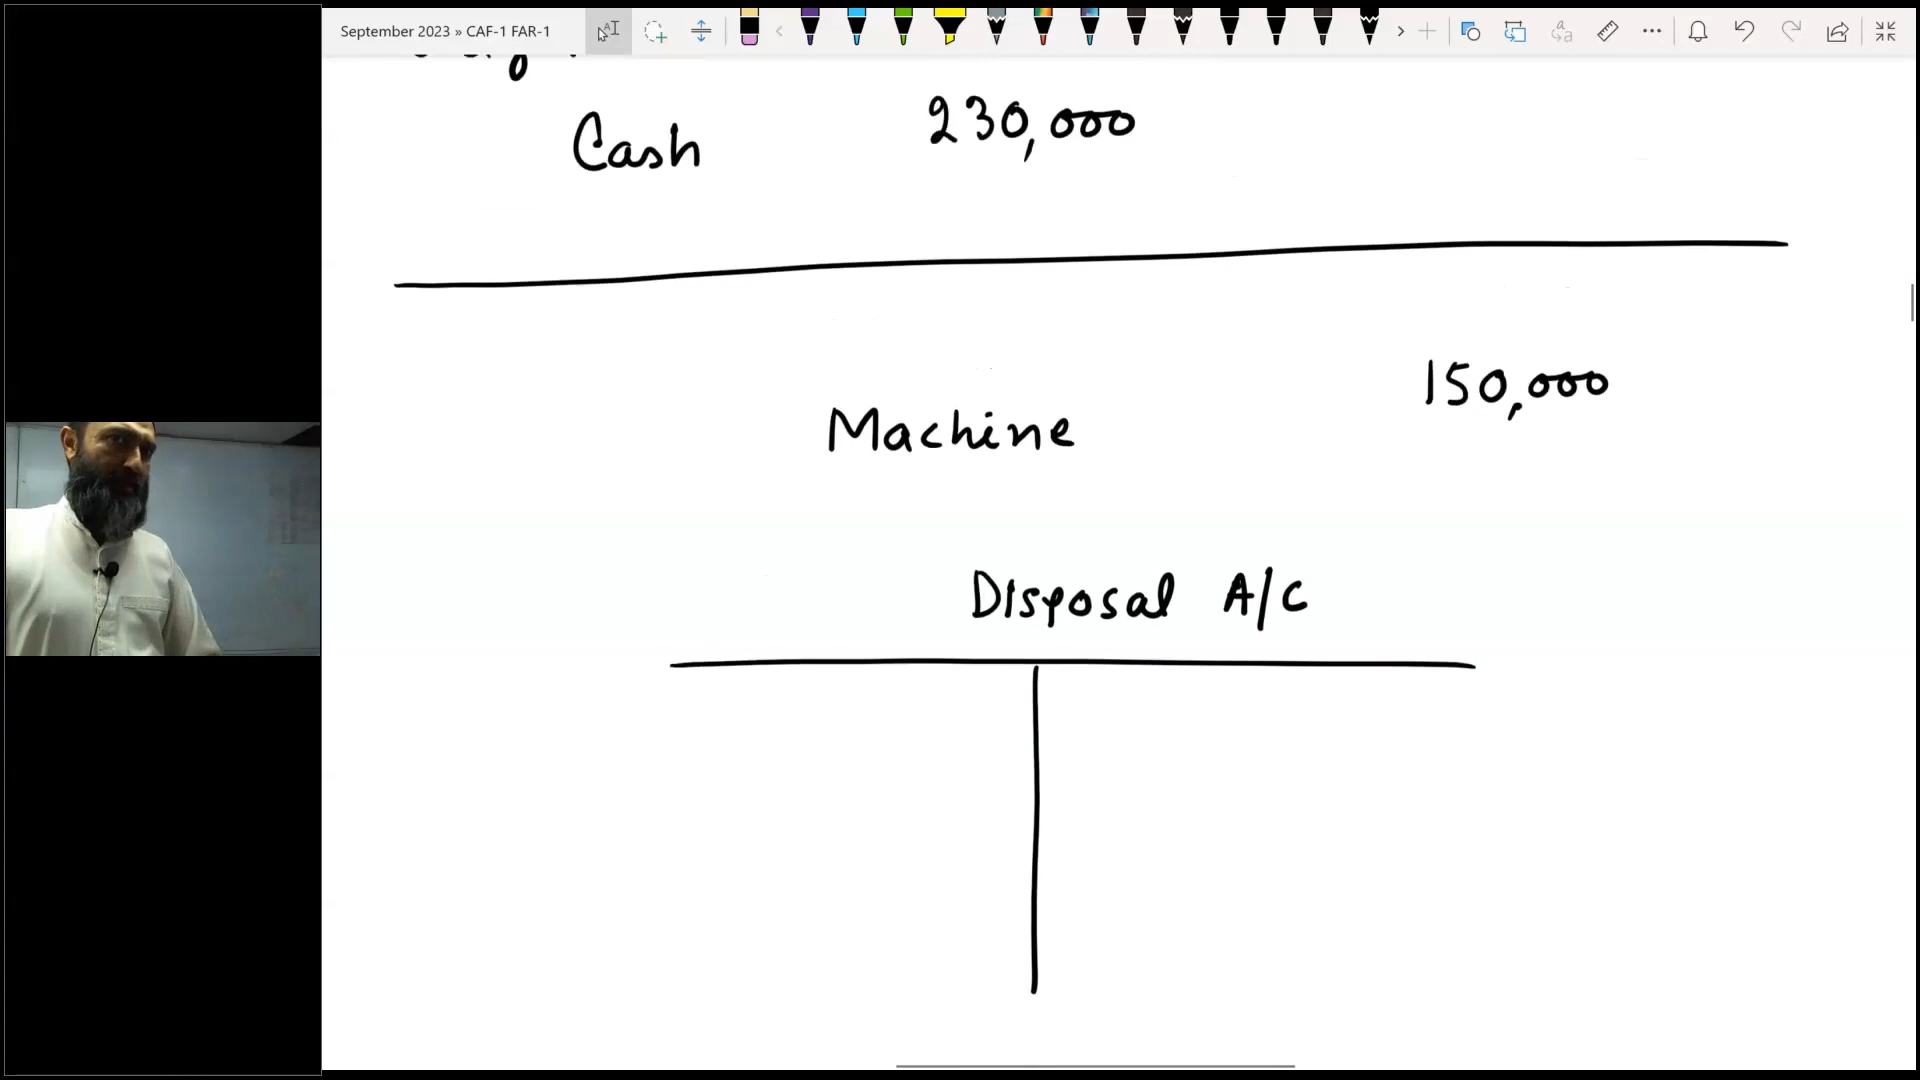 September 2023 » CAF-1 FAR-1
Cash 230,000
150,000
Machine
Disposal A/C